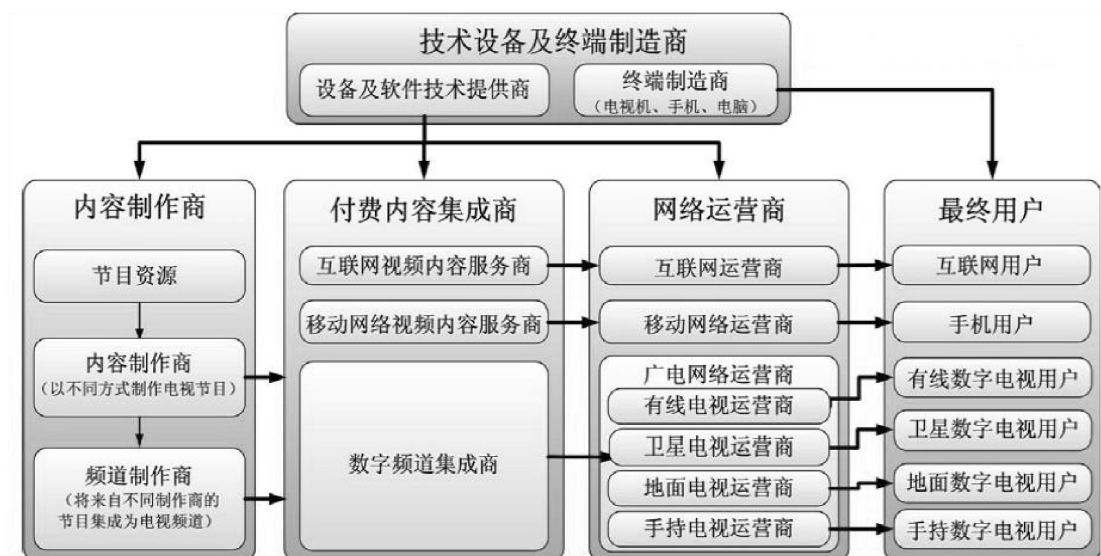 技术设备及终端制造商
设备及软件技术提供商
终端制造商
（电视机、手机、电脑）
内容制作商
节目资源
内容制作商
（以不同方式制作电视节目）
频道制作商
（将来自不同制作商的
节目集成为电视频道）
付费内容集成商
互联网视频内容服务商
移动网络视频内容服务商
数字频道集成商
网络运营商
互联网运营商
移动网络运营商
广电网络运营商
有线电视运营商
卫星电视运营商
地面电视运营商
手持电视运营商
最终用户
互联网用户
手机用户
有线数字电视用户
卫星数字电视用户
地面数字电视用户
手持数字电视用户